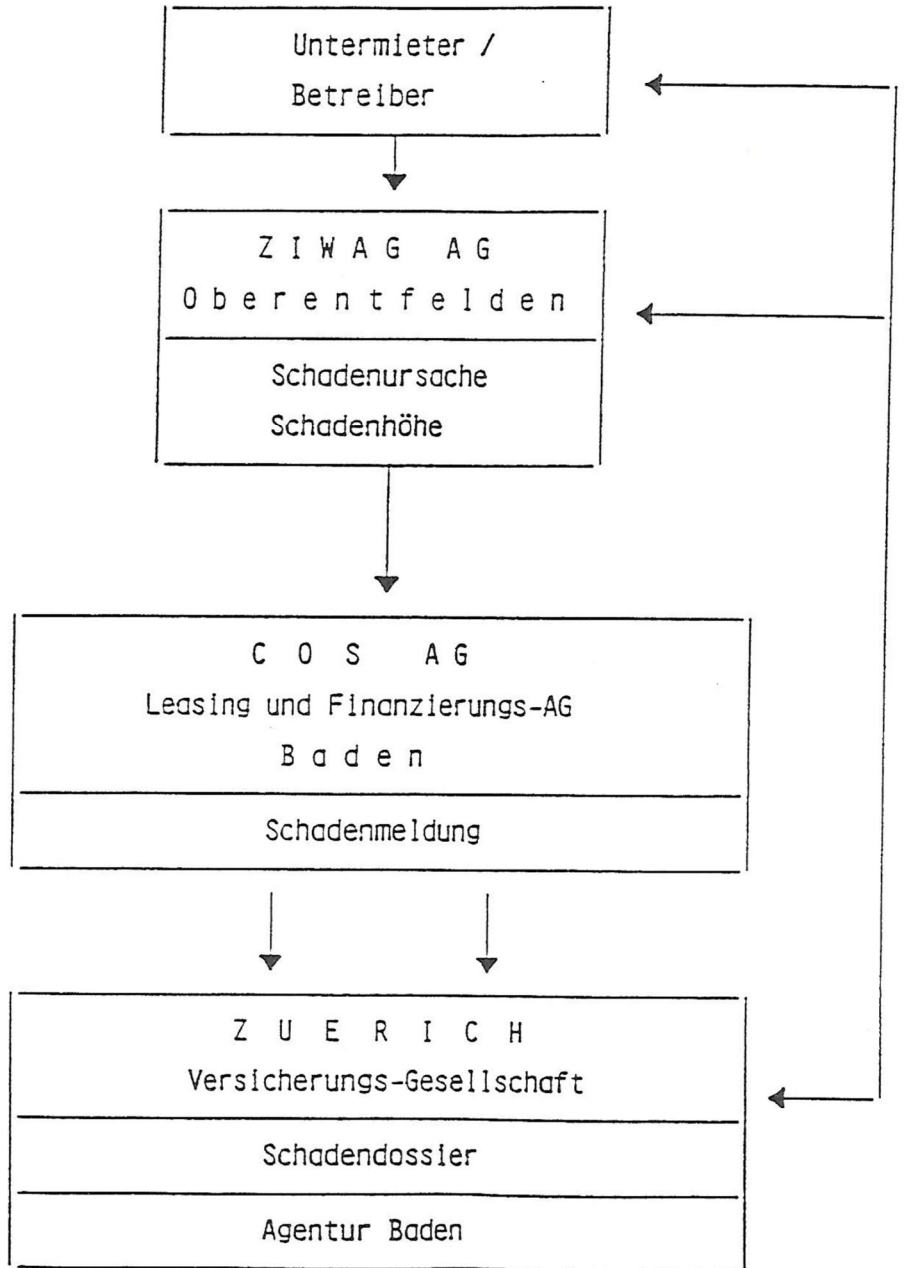 Untermieter /
Betreiber
Z I W A G   A G
O b e r e n t f e l d e n
Schadenursache
Schadenhöhe
C O S   A G
Leasing und Finanzierungs-AG
B a d e n
Schadenmeldung
Z U E R I C H
Versicherungs-Gesellschaft
Schadendossier
Agentur Baden